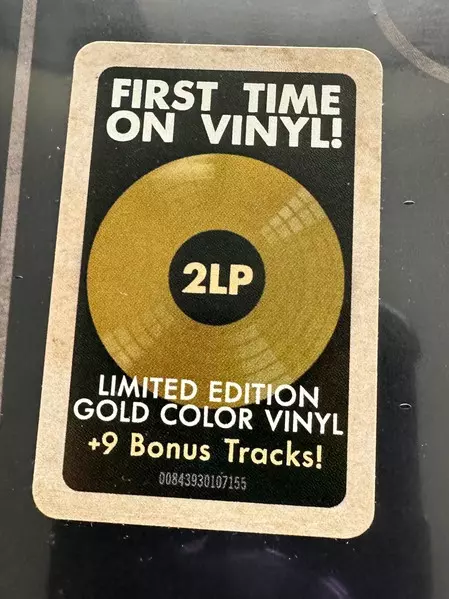 FIRST TIME
ON VINYL!
2LP
LIMITED EDITION
GOLD COLOR VINYL
+9 Bonus Tracks!
00843930107155